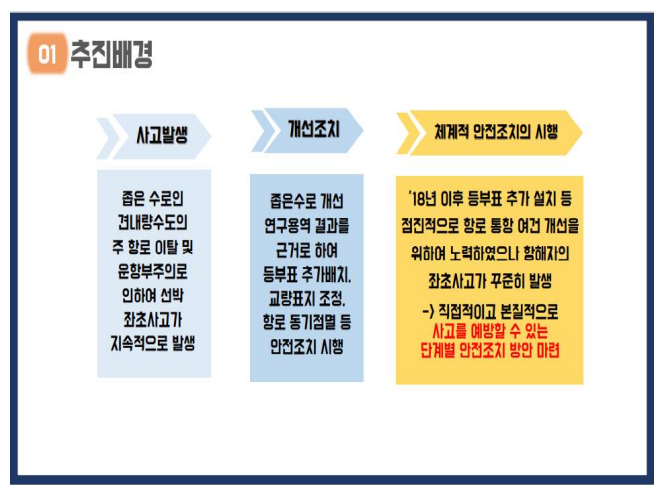 01 추진배경
사고발생
좁은 수로인
견내량수도의
주 항로 이탈 및
운항부주의로
인하여 선박
좌초사고가
지속적으로 발생
개선조치
좁은수로 개선
연구용역 결과를
근거로 하여
등부표 추가배치,
교량표지 조정,
항로 동기점멸 등
안전조치 시행
체계적 안전조치의 시행
'18년 이후 등부표 추가 설치 등
점진적으로 항로 통항 여건 개선을
위하여 노력하였으나 항해자의
좌초사고가 꾸준히 발생
-> 직접적이고 본질적으로
사고를 예방할 수 있는
단계별 안전조치 방안 마련